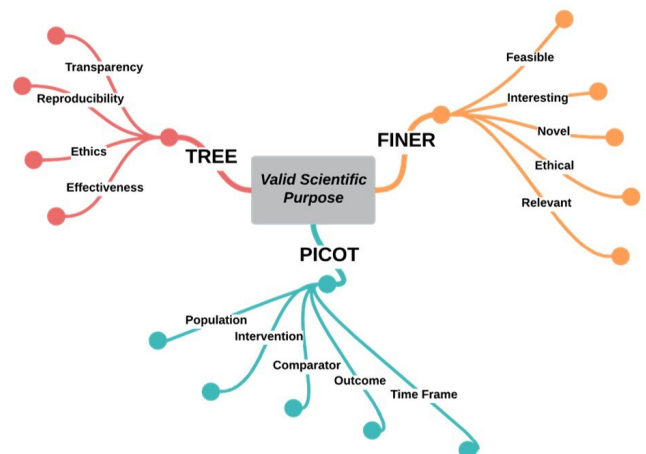 Valid Scientific
Purpose
TREE
Transparency
Reproducibility
Ethics
Effectiveness
FINER
Feasible
Interesting
Novel
Ethical
Relevant
PICOT
Population
Intervention
Comparator
Outcome
Time Frame